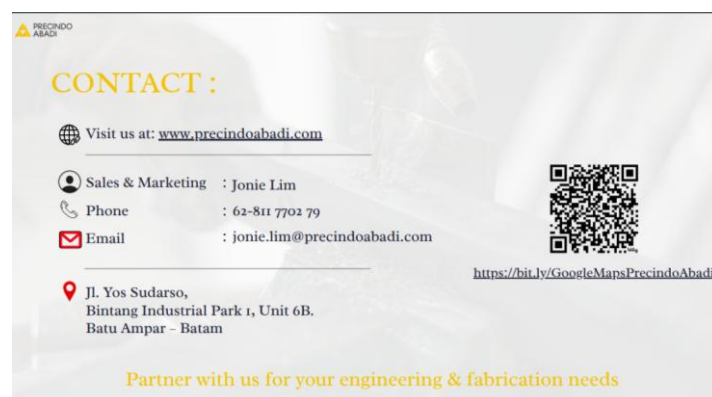 PRECINDO
ABADI
CONTACT :
Visit us at: www.precindoabadi.com
Sales & Marketing : Jonie Lim
Phone : 62-811 7702 79
Email : jonie.lim@precindoabadi.com
https://bit.ly/GoogleMapsPrecindoAbadi
Jl. Yos Sudarso,
Bintang Industrial Park 1, Unit 6B.
Batu Ampar – Batam
Partner with us for your engineering & fabrication needs